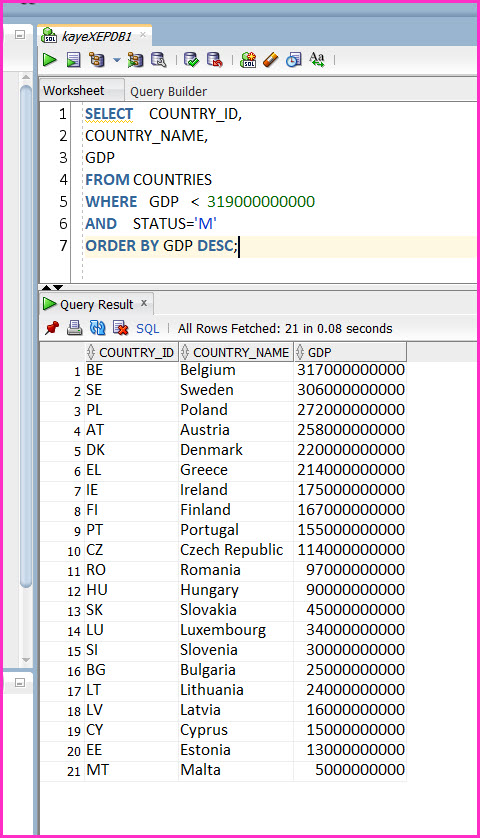 kayeXEPDB1
Worksheet Query Builder
1 SELECT COUNTRY_ID,
2 COUNTRY_NAME,
3 GDP
4 FROM COUNTRIES
5 WHERE GDP < 319000000000
6 AND STATUS='M'
7 ORDER BY GDP DESC;
Query Result x
SQL | All Rows Fetched: 21 in 0.08 seconds
COUNTRY_ID COUNTRY_NAME GDP
1 BE Belgium 317000000000
2 SE Sweden 306000000000
3 PL Poland 272000000000
4 AT Austria 258000000000
5 DK Denmark 220000000000
6 EL Greece 214000000000
7 IE Ireland 175000000000
8 FI Finland 167000000000
9 PT Portugal 155000000000
10 CZ Czech Republic 114000000000
11 RO Romania 97000000000
12 HU Hungary 90000000000
13 SK Slovakia 45000000000
14 LU Luxembourg 34000000000
15 SI Slovenia 30000000000
16 BG Bulgaria 25000000000
17 LT Lithuania 24000000000
18 LV Latvia 16000000000
19 CY Cyprus 15000000000
20 EE Estonia 13000000000
21 MT Malta 5000000000